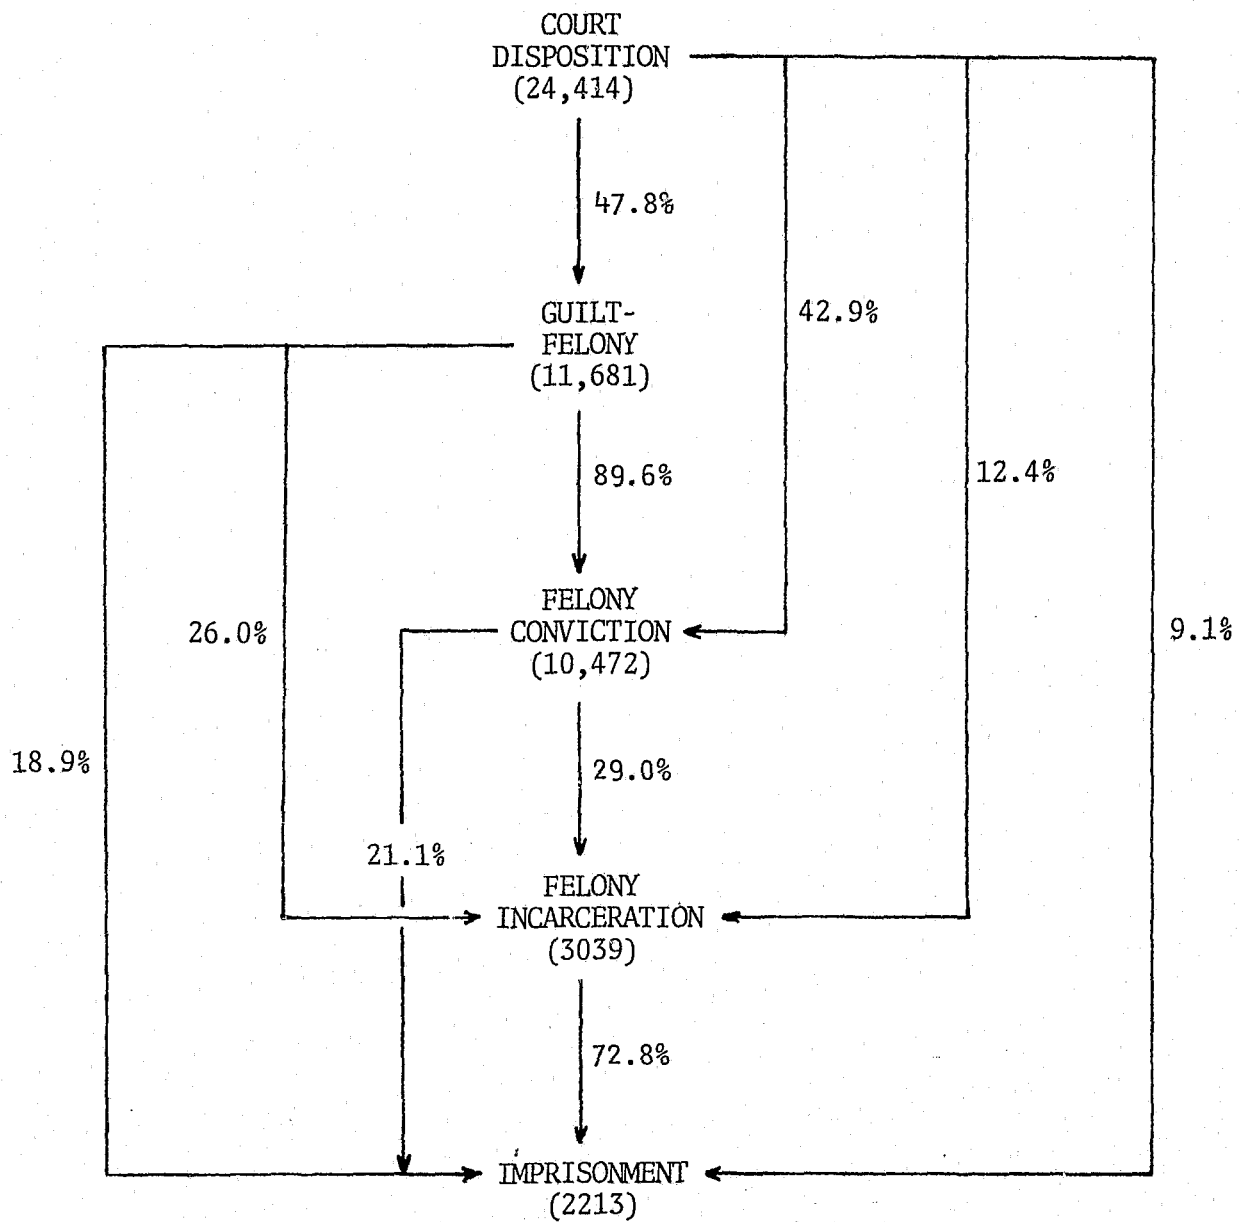 COURT
DISPOSITION
(24,414)
47.8%
GUILT-
FELONY
(11,681)
42.9%
89.6%
12.4%
FELONY
CONVICTION
(10,472)
26.0%
9.1%
18.9%
29.0%
21.1%
FELONY
INCARCERATION
(3039)
72.8%
IMPRISONMENT
(2213)